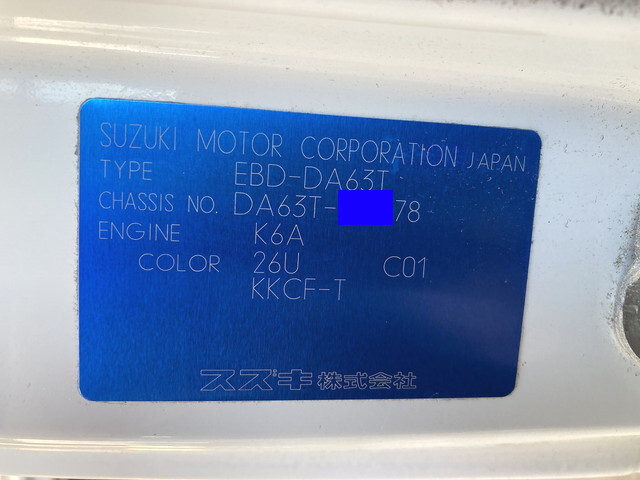 SUZUKI MOTOR CORPORATION JAPAN
TYPE EBD-DA63T
CHASSIS NO. DA63T- 78
ENGINE K6A
COLOR 26U C01
KKCF-T
スズキ株式会社